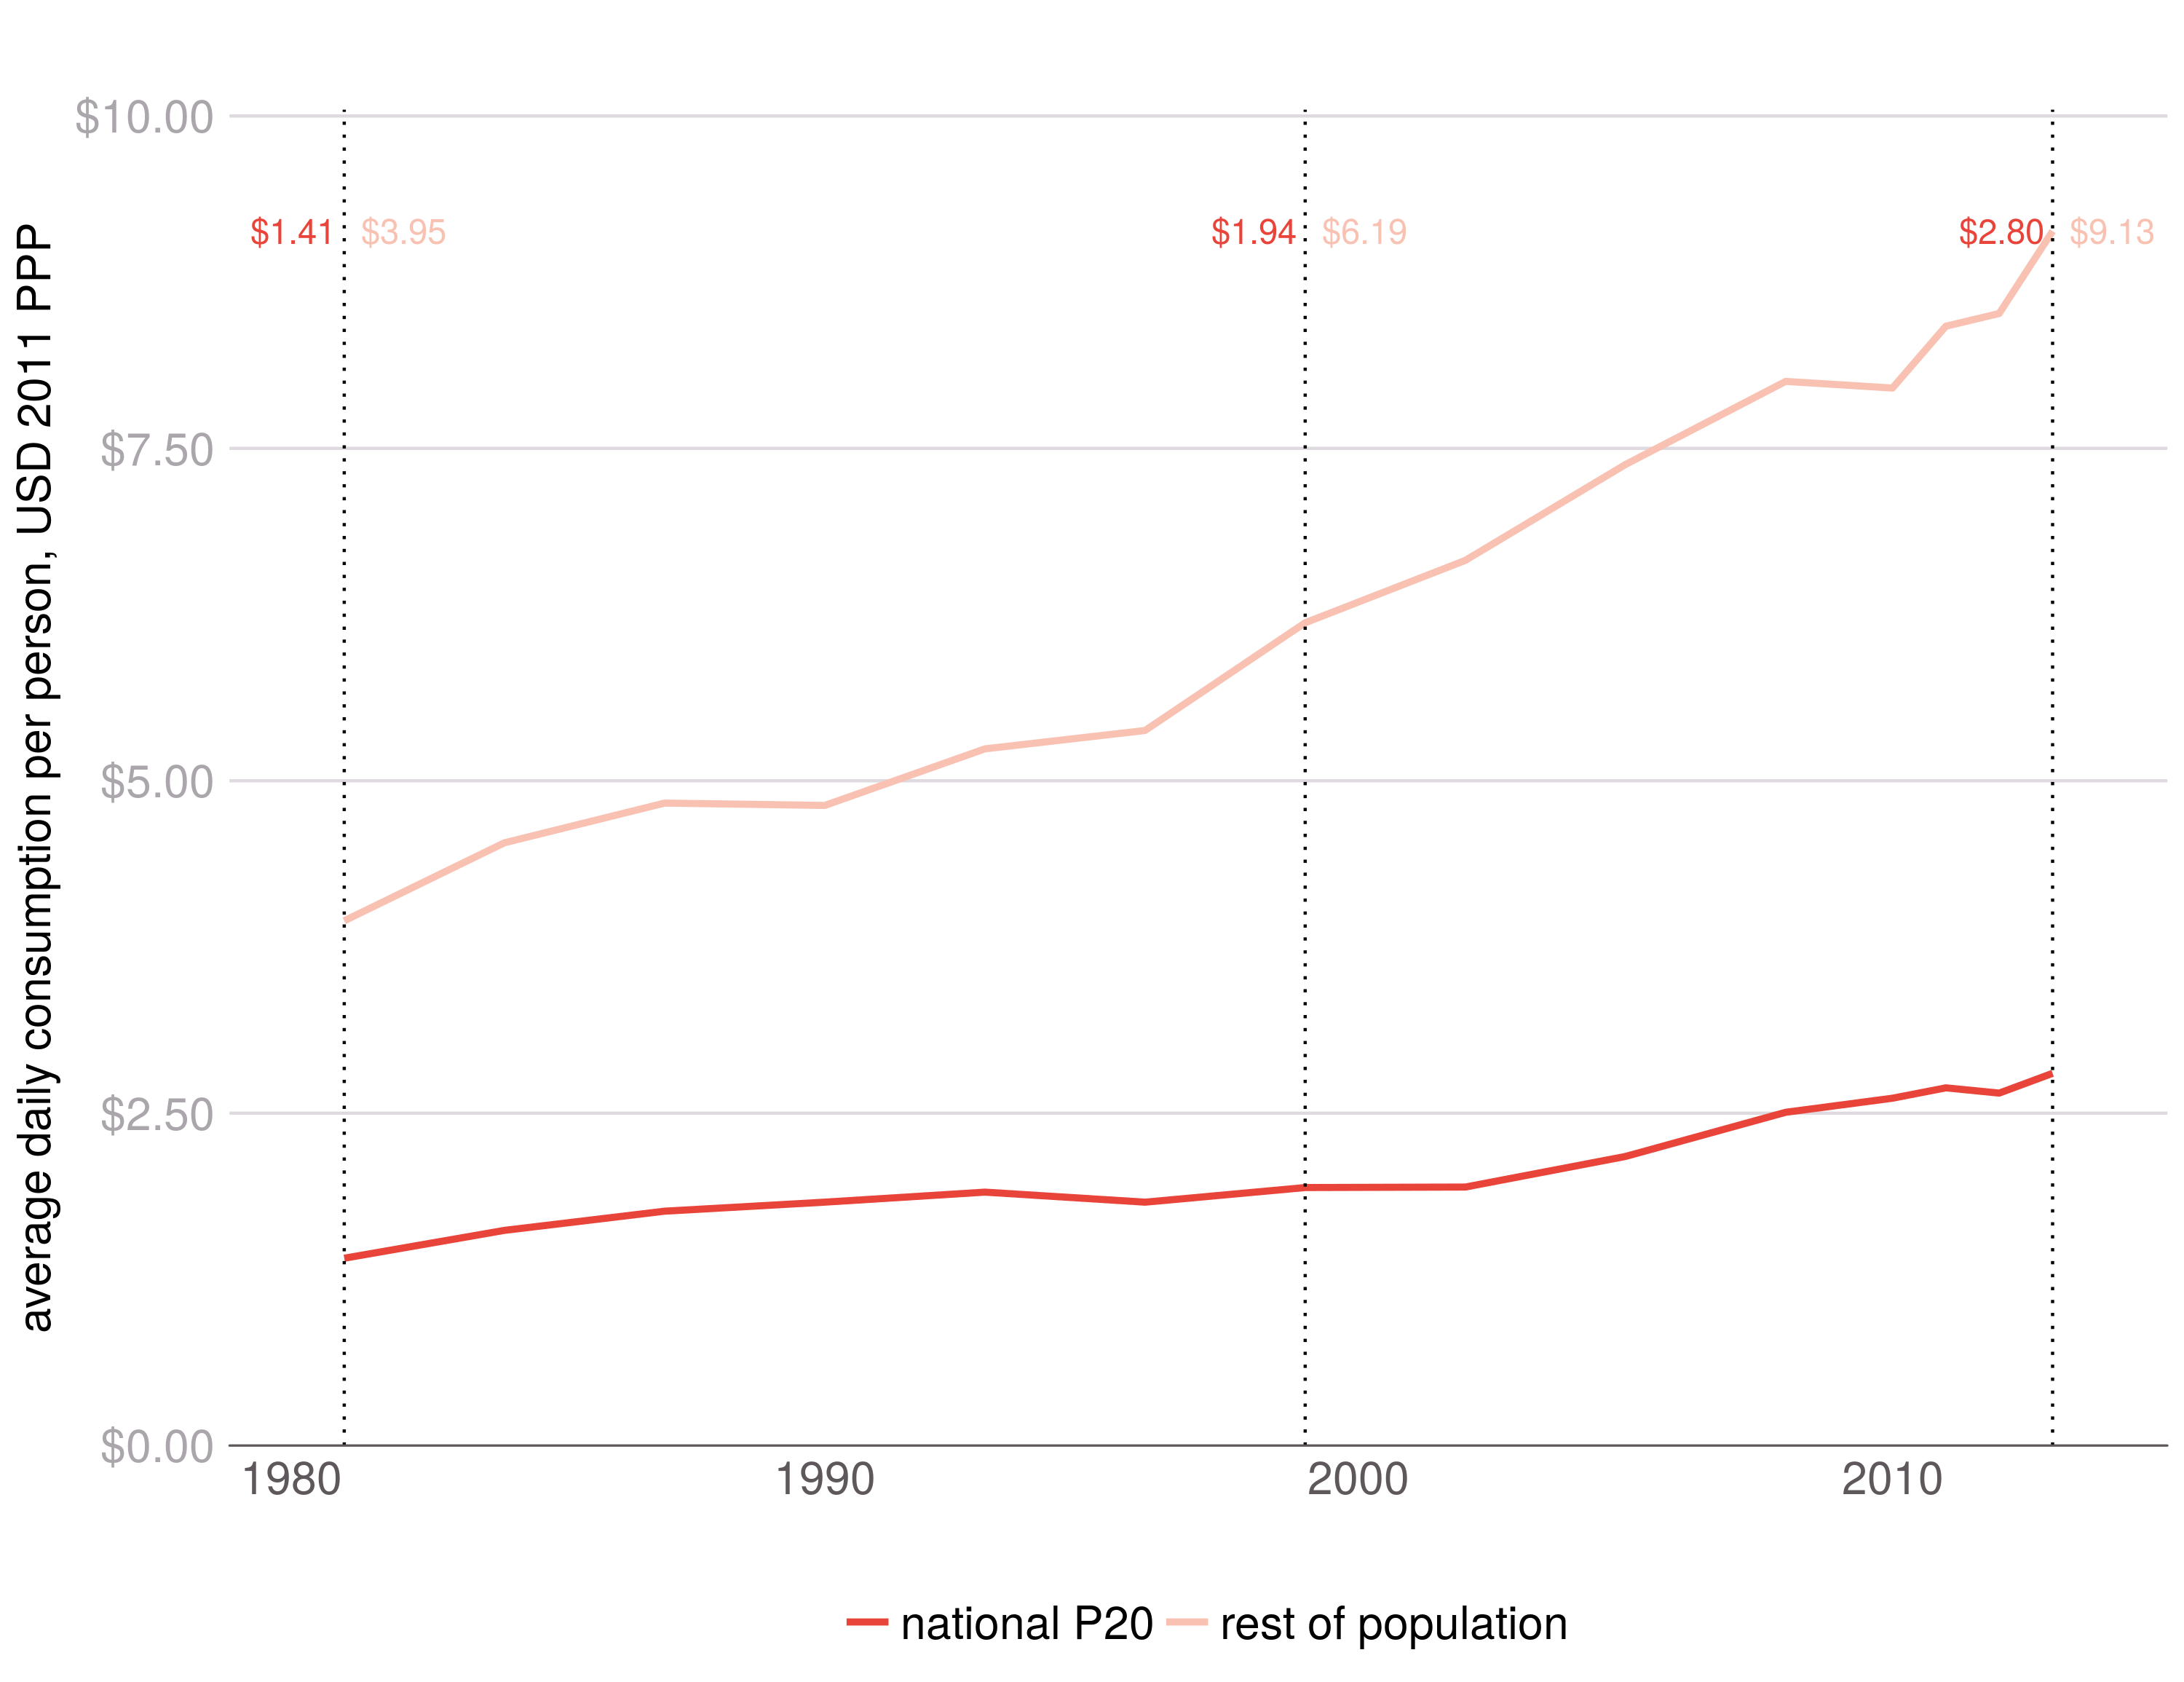 average daily consumption per person, USD 2011 PPP
$10.00
$7.50
$5.00
$2.50
$0.00
$1.41 $3.95
$1.94 $6.19
$2.80 $9.13
1980 1990 2000 2010
national P20 rest of population